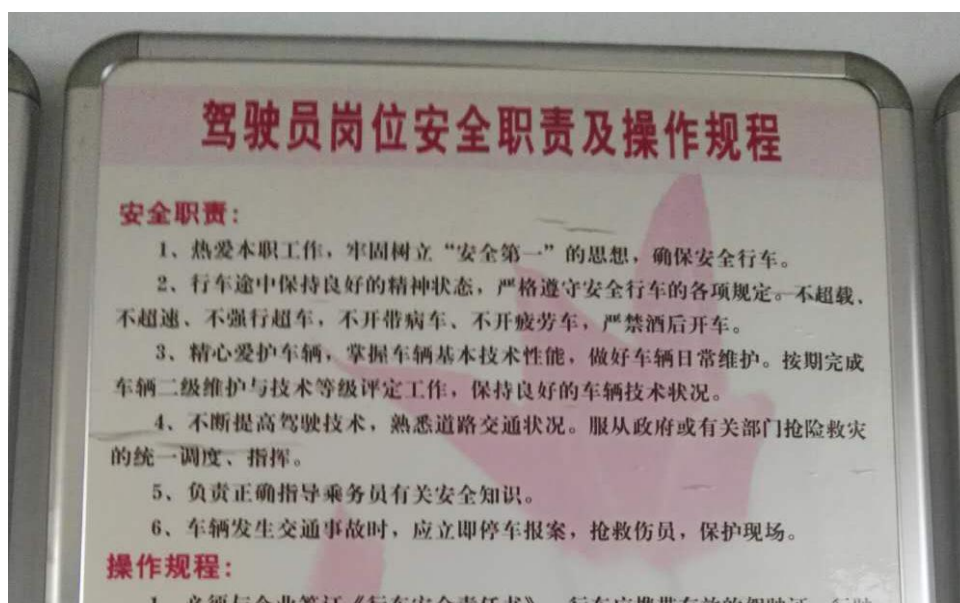 驾驶员岗位安全职责及操作规程
安全职责：
1、热爱本职工作，牢固树立“安全第一”的思想，确保安全行车。
2、行车途中保持良好的精神状态，严格遵守安全行车的各项规定。不超载、
不超速、不强行超车，不开带病车、不开疲劳车，严禁酒后开车。
3、精心爱护车辆，掌握车辆基本技术性能，做好车辆日常维护。按期完成
车辆二级维护与技术等级评定工作，保持良好的车辆技术状况。
4、不断提高驾驶技术，熟悉道路交通状况。服从政府或有关部门抢险救灾
的统一调度、指挥。
5、负责正确指导乘务员有关安全知识。
6、车辆发生交通事故时，应立即停车报案，抢救伤员，保护现场。
操作规程：